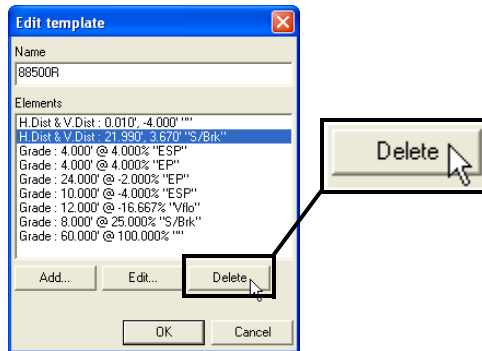 Edit template
Name
88500R
Elements
H.Dist & V.Dist : 0.010', -4.000' ""
H.Dist & V.Dist : 21.990', 3.670' "S/Brk"
Grade : 4.000' @ 4.000% "ESP"
Grade : 4.000' @ 4.000% "EP"
Grade : 24.000' @ -2.000% "EP"
Grade : 10.000' @ -4.000% "ESP"
Grade : 12.000' @ -16.667% "Vflo"
Grade : 8.000' @ 25.000% "S/Brk"
Grade : 60.000' @ 100.000% ""
Add... Edit... Delete
OK Cancel
Delete